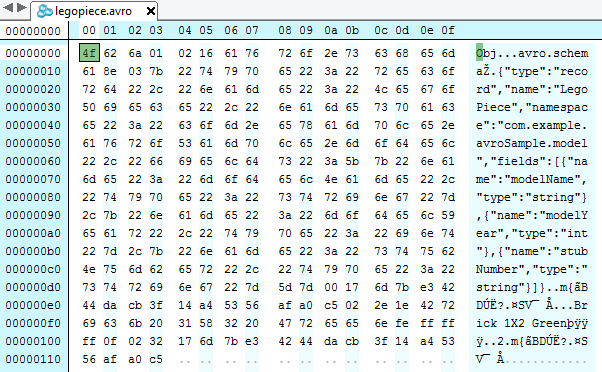 legopiece.avro
00000000 00 01 02 03 04 05 06 07 08 09 0a 0b 0c 0d 0e 0f
00000000 4f 62 6a 01 02 16 61 76 72 6f 2e 73 63 68 65 6d Obj...avro.schem
00000010 61 8e 03 7b 22 74 79 70 65 22 3a 22 72 65 63 6f aŽ.{"type":"reco
00000020 72 64 22 2c 22 6e 61 6d 65 22 3a 22 4c 65 67 6f rd","name":"Lego
00000030 50 69 65 63 65 22 2c 22 6e 61 6d 65 73 70 61 63 Piece","namespac
00000040 65 22 3a 22 63 6f 6d 2e 65 78 61 6d 70 6c 65 2e e":"com.example.
00000050 61 76 72 6f 53 61 6d 70 6c 65 2e 6d 6f 64 65 6c avroSample.model
00000060 22 2c 22 66 69 65 6c 64 73 22 3a 5b 7b 22 6e 61 ","fields":[{"na
00000070 6d 65 22 3a 22 6d 6f 64 65 6c 4e 61 6d 65 22 2c me":"modelName",
00000080 22 74 79 70 65 22 3a 22 73 74 72 69 6e 67 22 7d "type":"string"}
00000090 2c 7b 22 6e 61 6d 65 22 3a 22 6d 6f 64 65 6c 59 ,{"name":"modelY
000000a0 65 61 72 22 2c 22 74 79 70 65 22 3a 22 69 6e 74 ear","type":"int
000000b0 22 7d 2c 7b 22 6e 61 6d 65 22 3a 22 73 74 75 62 "},{"name":"stub
000000c0 4e 75 6d 62 65 72 22 2c 22 74 79 70 65 22 3a 22 Number","type":"
000000d0 73 74 72 69 6e 67 22 7d 5d 7d 00 17 6d 7b e3 42 string"}]}..m{ãB
000000e0 44 da cb 3f 14 a4 53 56 af a0 c5 02 2e 1e 42 72 DÚË?.¤SV¯ Å...Br
000000f0 69 63 6b 20 31 58 32 20 47 72 65 65 6e fe ff ff ick 1X2 Greenþÿÿ
00000100 ff 0f 02 32 17 6d 7b e3 42 44 da cb 3f 14 a4 53 ÿ..2.m{ãBDÚË?.¤S
00000110 56 af a0 c5 .. .. .. .. .. .. .. .. .. .. .. .. V¯ Å............